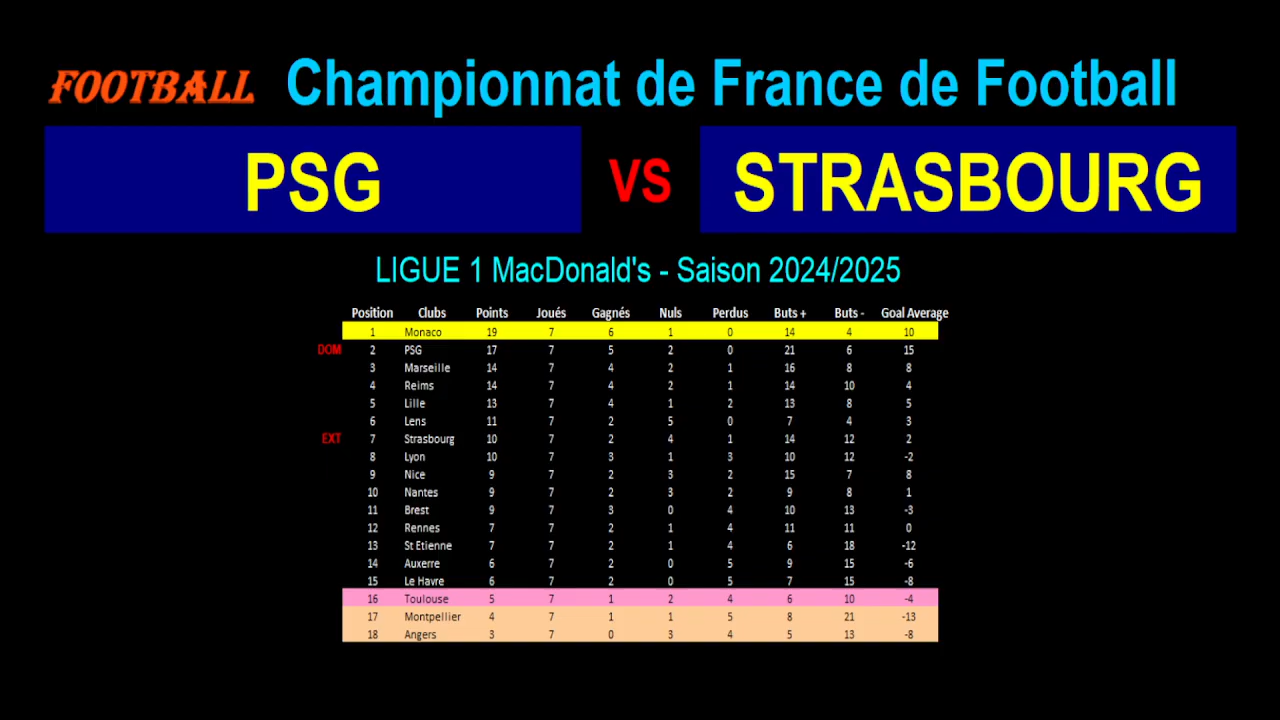 FOOTBALL Championnat de France de Football
PSG VS STRASBOURG
LIGUE 1 MacDonald's - Saison 2024/2025
Position Clubs Points Joués Gagnés Nuls Perdus Buts + Buts - Goal Average
1 Monaco 19 7 6 1 0 14 4 10
DOM 2 PSG 17 7 5 2 0 21 6 15
3 Marseille 14 7 4 2 1 16 8 8
4 Reims 14 7 4 2 1 14 10 4
5 Lille 13 7 4 1 2 13 8 5
6 Lens 11 7 2 5 0 7 4 3
EXT 7 Strasbourg 10 7 2 4 1 14 12 2
8 Lyon 10 7 3 1 3 10 12 -2
9 Nice 9 7 2 3 2 15 7 8
10 Nantes 9 7 2 3 2 9 8 1
11 Brest 9 7 3 0 4 10 13 -3
12 Rennes 7 7 2 1 4 11 11 0
13 St Etienne 7 7 2 1 4 6 18 -12
14 Auxerre 6 7 2 0 5 9 15 -6
15 Le Havre 6 7 2 0 5 7 15 -8
16 Toulouse 5 7 1 2 4 6 10 -4
17 Montpellier 4 7 1 1 5 8 21 -13
18 Angers 3 7 0 3 4 5 13 -8